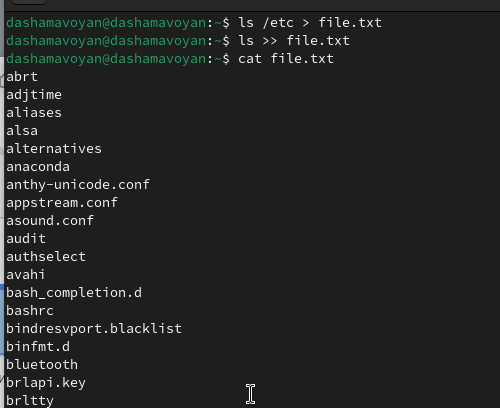 dashamavoyan@dashamavoyan:~$ ls /etc > file.txt
dashamavoyan@dashamavoyan:~$ ls >> file.txt
dashamavoyan@dashamavoyan:~$ cat file.txt
abrt
adjtime
aliases
alsa
alternatives
anaconda
anthy-unicode.conf
appstream.conf
asound.conf
audit
authselect
avahi
bash_completion.d
bashrc
bindresvport.blacklist
binfmt.d
bluetooth
brlapi.key
brltty